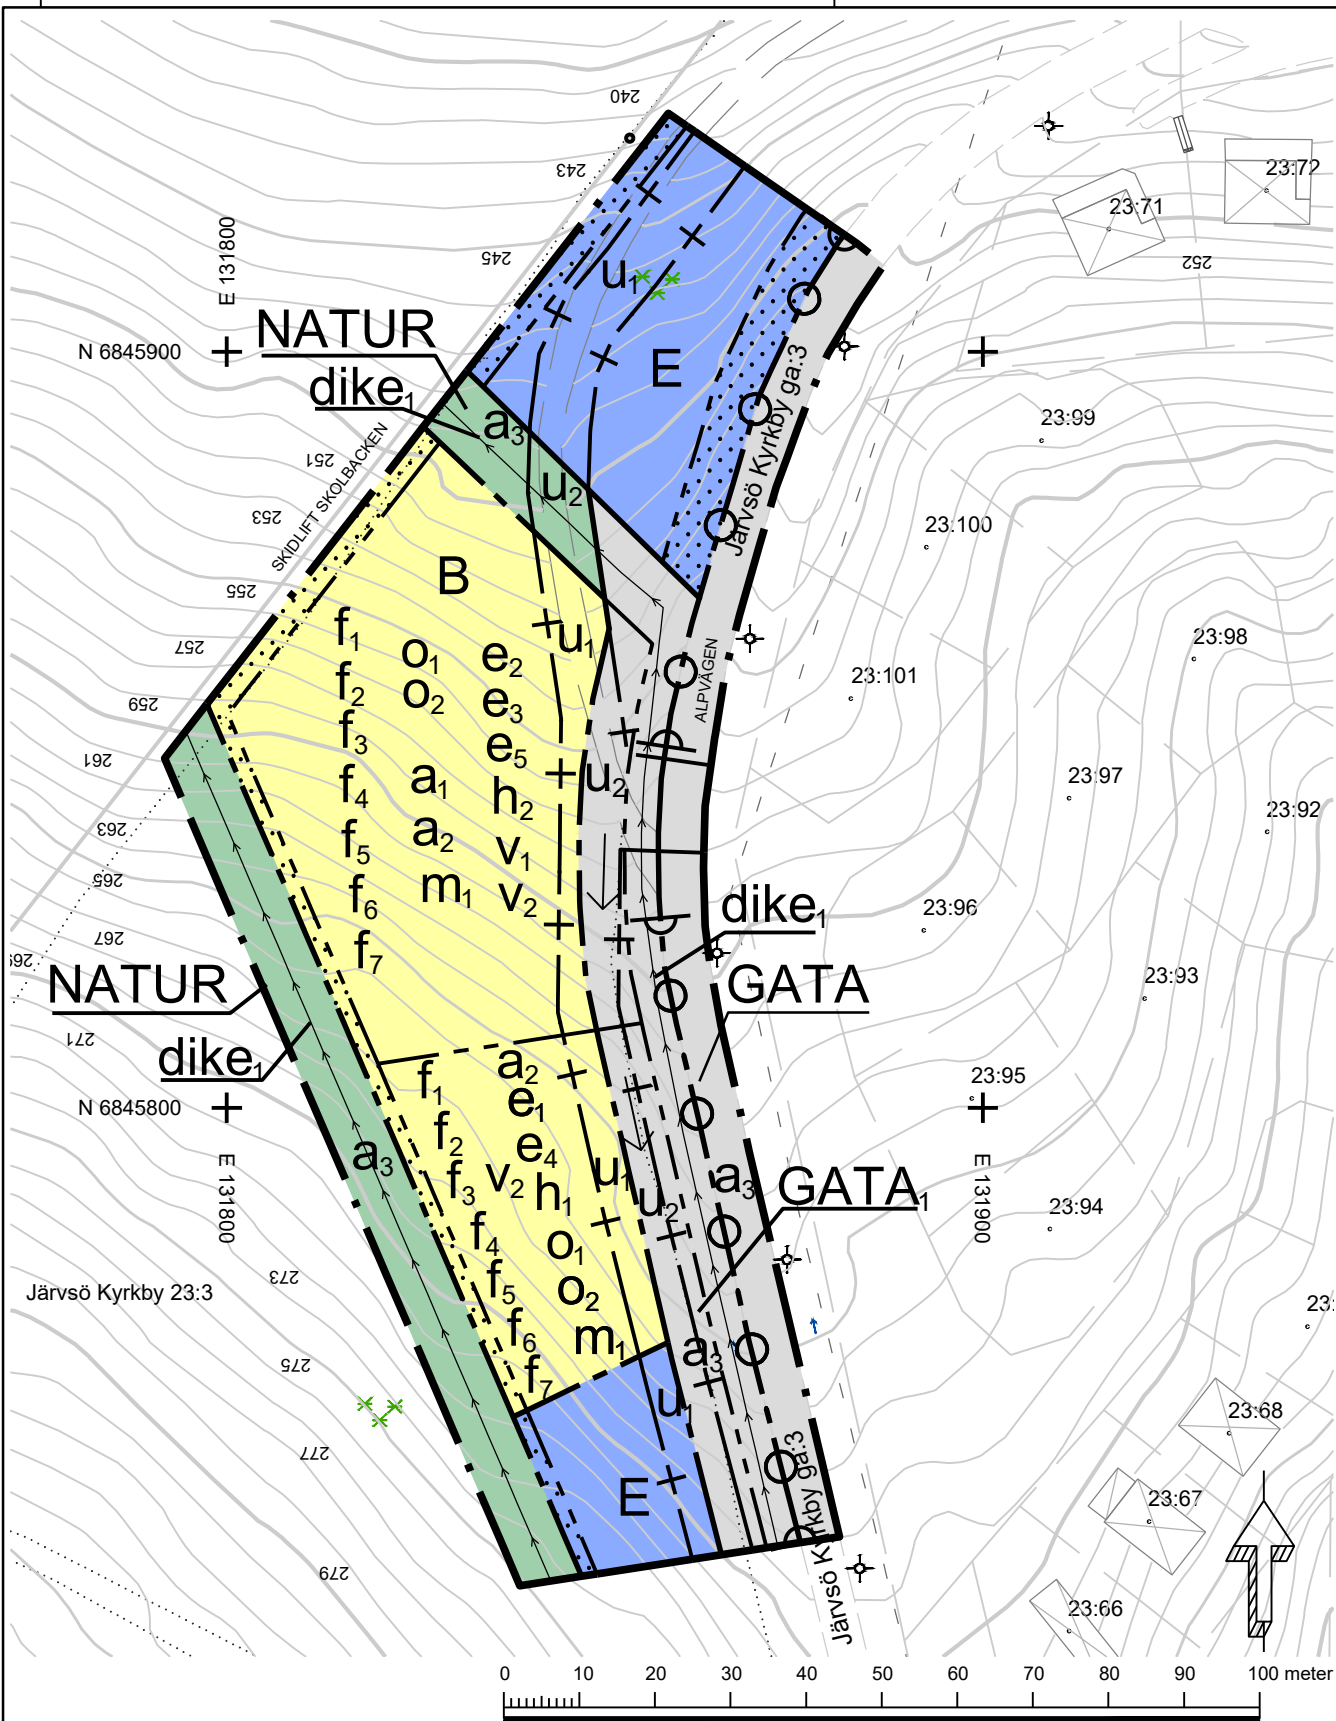 240
243
245
E 131800
N 6845900
NATUR
dike1
SKIDLIFT SKOLBACKEN
251
253
255
257
259
261
263
265
267
269
271
273
275
277
279
u1
E
a3
u2
Järvsö Kyrkby ga:3
ALPVÄGEN
23:71
23:72
252
23:99
23:100
23:98
23:101
23:97
23:92
23:96
23:93
23:95
23:94
23:
23:68
23:67
23:66
B
u1
f1 o1 e2
f2 o2 e3
f3 e5
f4 a1 h2
f5 a2 v1
f6 m1 v2
f7
u2
dike1
GATA
NATUR
dike1
N 6845800
E 131800
a3
a2
f1 e1
f2 e4
f3 v2 h1
f4 o1
f5 o2
f6 m1
f7
u1
u2
a3
GATA1
E 131900
Järvsö Kyrkby 23:3
a3
u1
E
Järvsö Kyrkby ga:3
0 10 20 30 40 50 60 70 80 90 100 meter